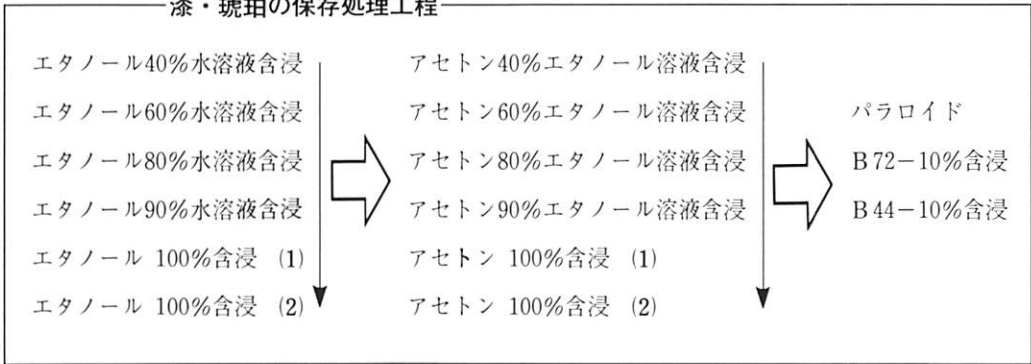 漆・琥珀の保存処理工程
エタノール40%水溶液含浸
エタノール60%水溶液含浸
エタノール80%水溶液含浸
エタノール90%水溶液含浸
エタノール 100%含浸 (1)
エタノール 100%含浸 (2)
アセトン40%エタノール溶液含浸
アセトン60%エタノール溶液含浸
アセトン80%エタノール溶液含浸
アセトン90%エタノール溶液含浸
アセトン 100%含浸 (1)
アセトン 100%含浸 (2)
パラロイド
B72-10%含浸
B44-10%含浸